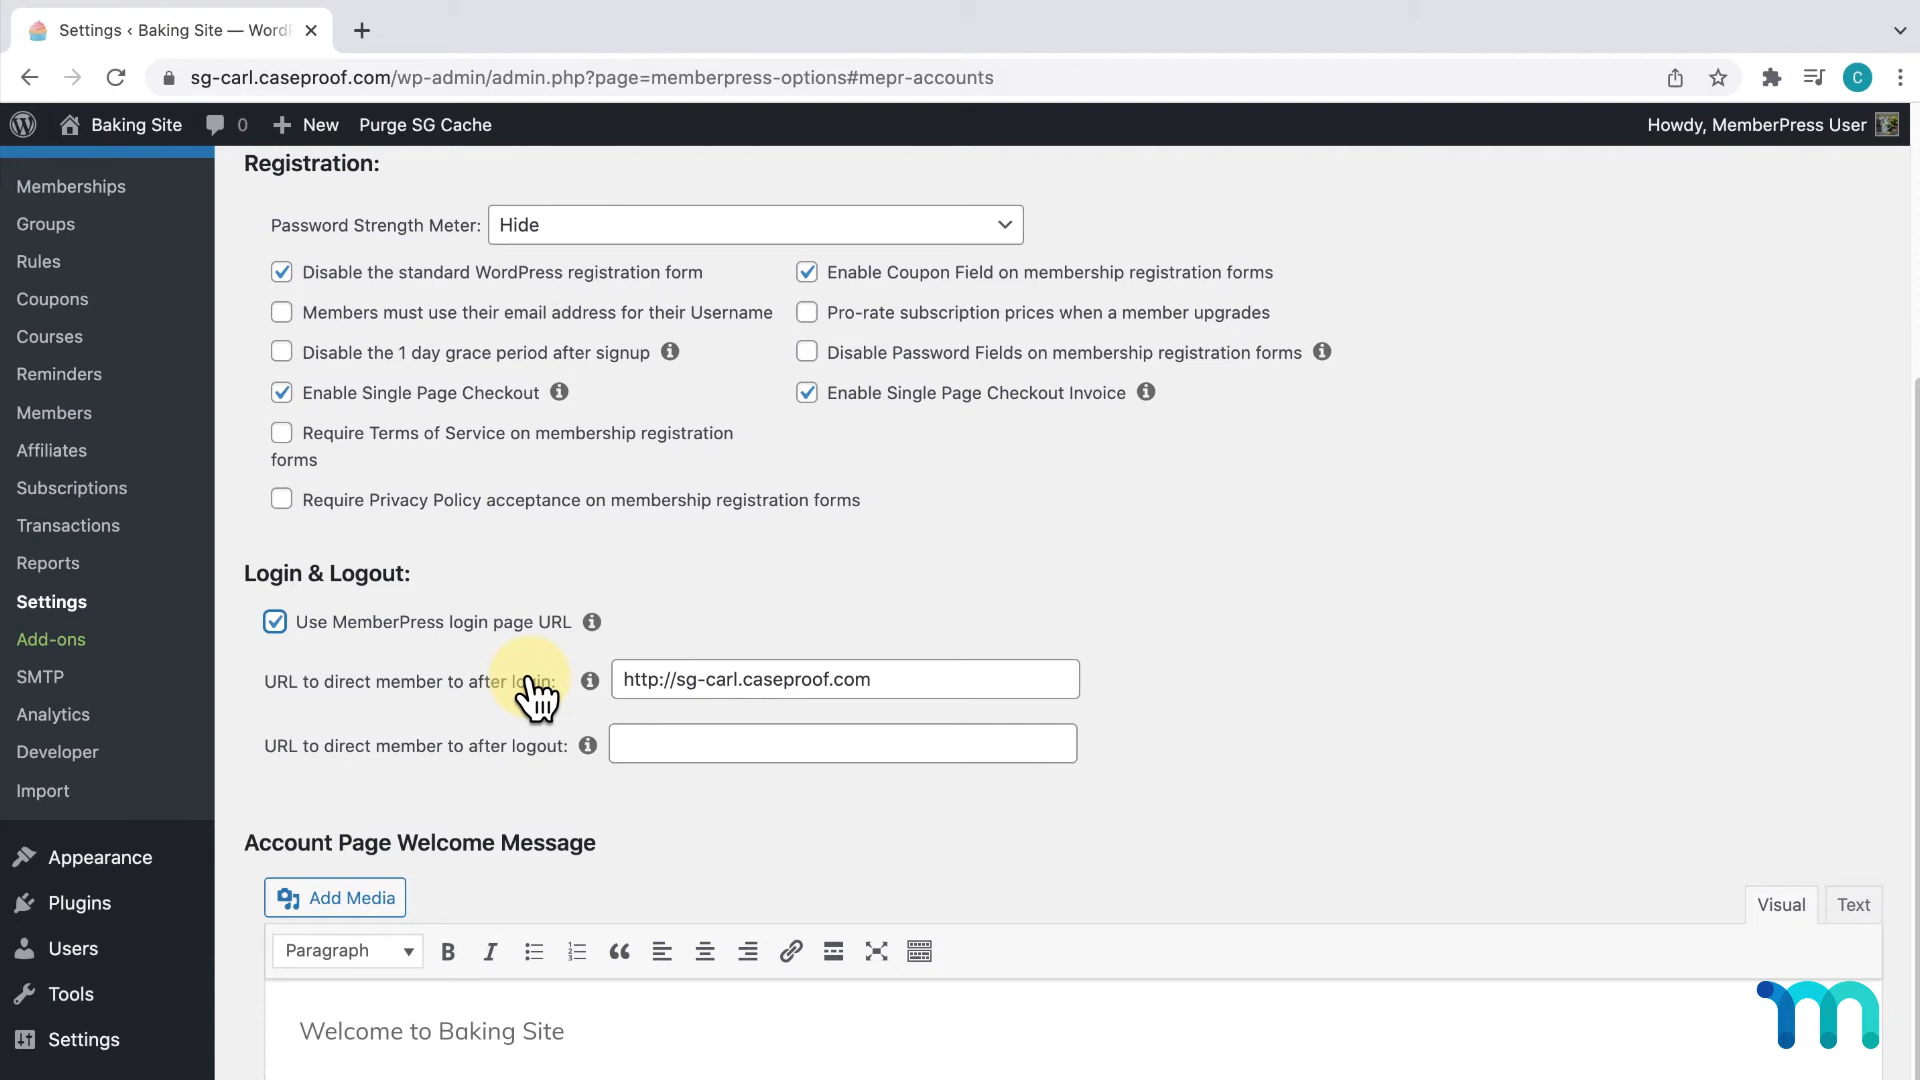 Settings ‹ Baking Site — WordP
sg-carl.caseproof.com/wp-admin/admin.php?page=memberpress-options#mepr-accounts
C
Baking Site 0 New Purge SG Cache Howdy, MemberPress User
Memberships
Groups
Rules
Coupons
Courses
Reminders
Members
Affiliates
Subscriptions
Transactions
Reports
Settings
Add-ons
SMTP
Analytics
Developer
Import
Appearance
Plugins
Users
Tools
Settings
Registration:
Password Strength Meter: Hide
Disable the standard WordPress registration form Enable Coupon Field on membership registration forms
Members must use their email address for their Username Pro-rate subscription prices when a member upgrades
Disable the 1 day grace period after signup Disable Password Fields on membership registration forms
Enable Single Page Checkout Enable Single Page Checkout Invoice
Require Terms of Service on membership registration
forms
Require Privacy Policy acceptance on membership registration forms
Login & Logout:
Use MemberPress login page URL
URL to direct member to after login: http://sg-carl.caseproof.com
URL to direct member to after logout:
Account Page Welcome Message
Add Media Visual Text
Paragraph B I
Welcome to Baking Site
m